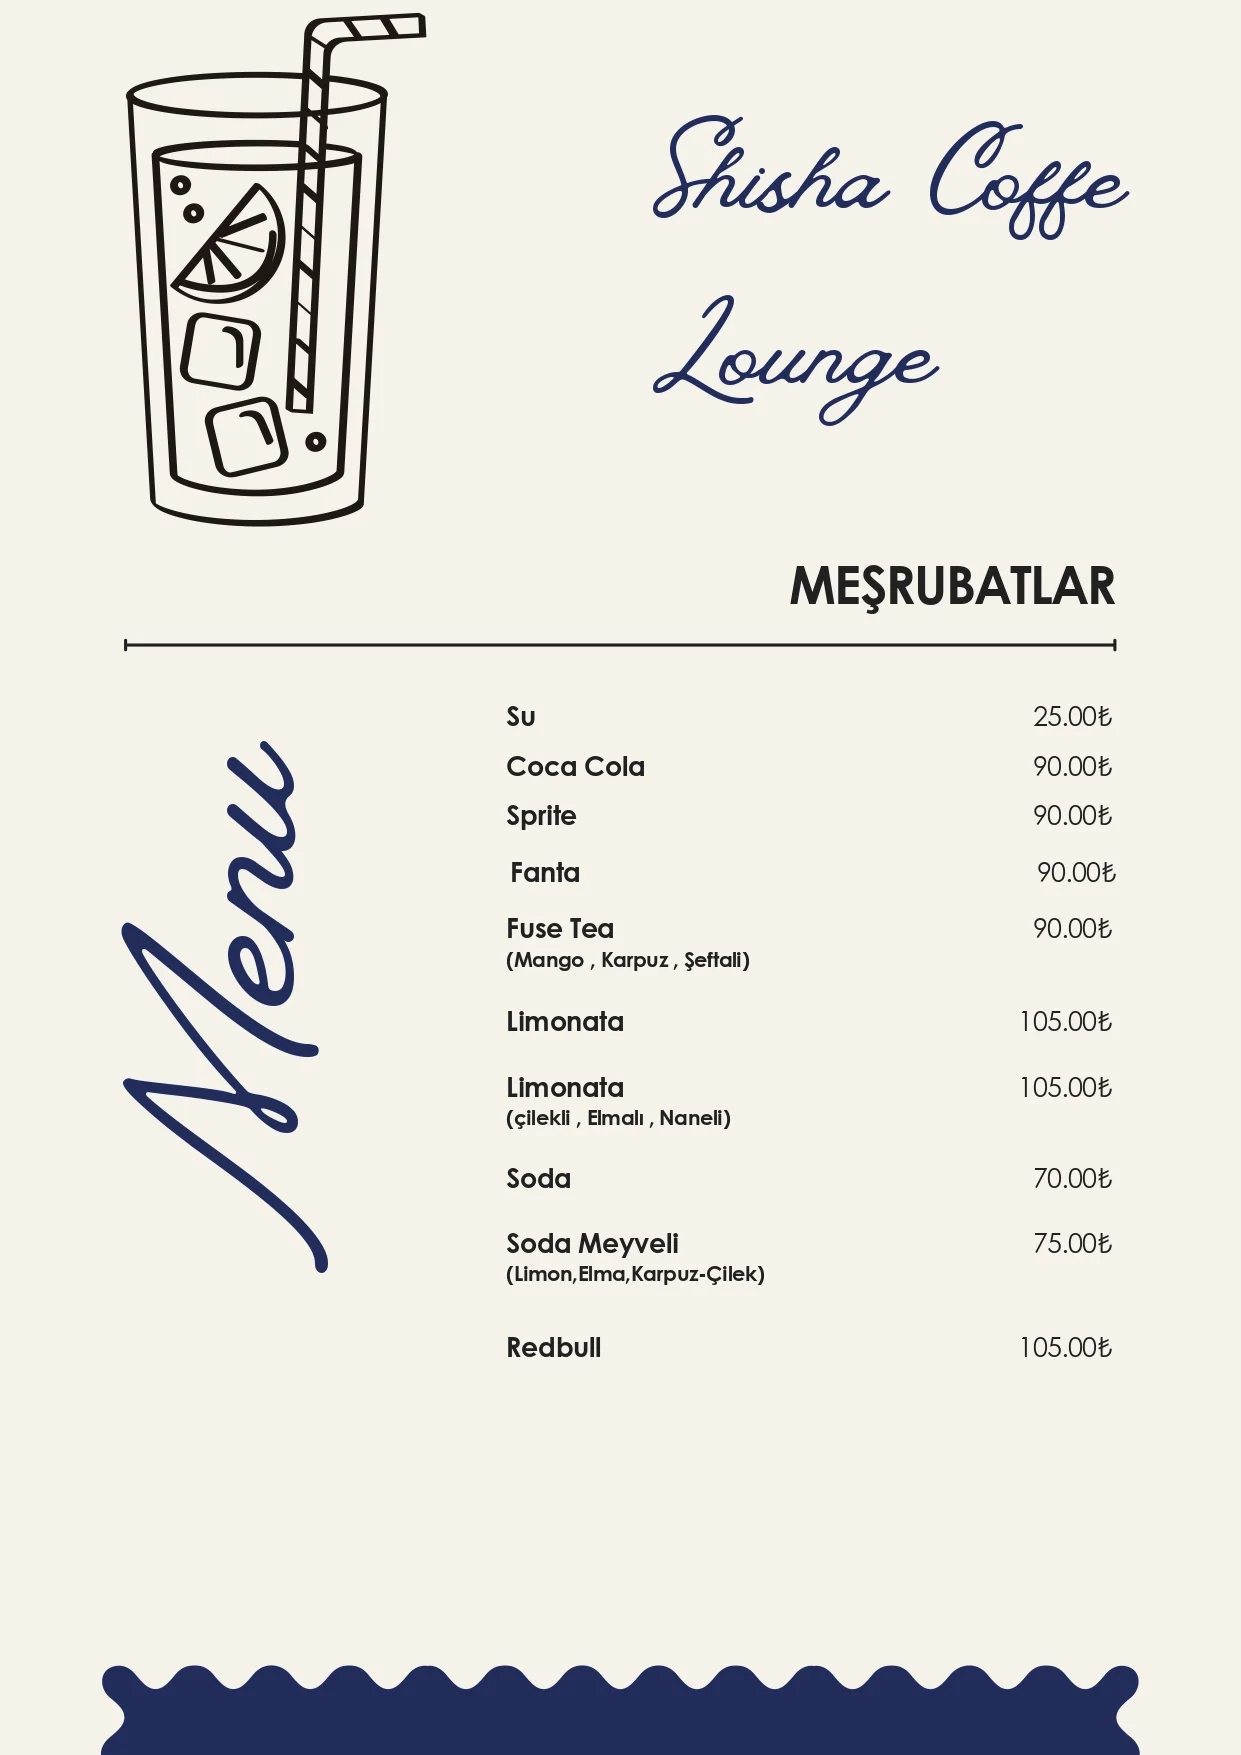 Shisha Coffe
Lounge
MEŞRUBATLAR
Menu
Su 25.00₺
Coca Cola 90.00₺
Sprite 90.00₺
Fanta 90.00₺
Fuse Tea 90.00₺
(Mango , Karpuz , Şeftali)
Limonata 105.00₺
Limonata 105.00₺
(çilekli , Elmalı , Naneli)
Soda 70.00₺
Soda Meyveli 75.00₺
(Limon,Elma,Karpuz-Çilek)
Redbull 105.00₺